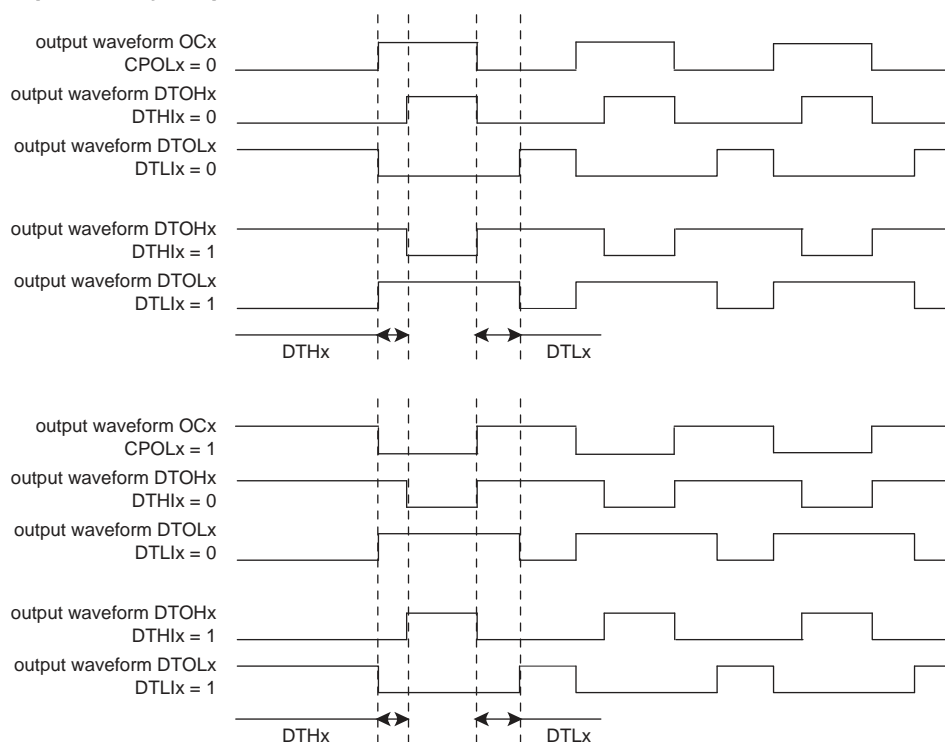 output waveform OCx
CPOLx = 0
output waveform DTOHx
DTHIx = 0
output waveform DTOLx
DTLIx = 0
output waveform DTOHx
DTHIx = 1
output waveform DTOLx
DTLIx = 1
DTHx DTLx
output waveform OCx
CPOLx = 1
output waveform DTOHx
DTHIx = 0
output waveform DTOLx
DTLIx = 0
output waveform DTOHx
DTHIx = 1
output waveform DTOLx
DTLIx = 1
DTHx DTLx